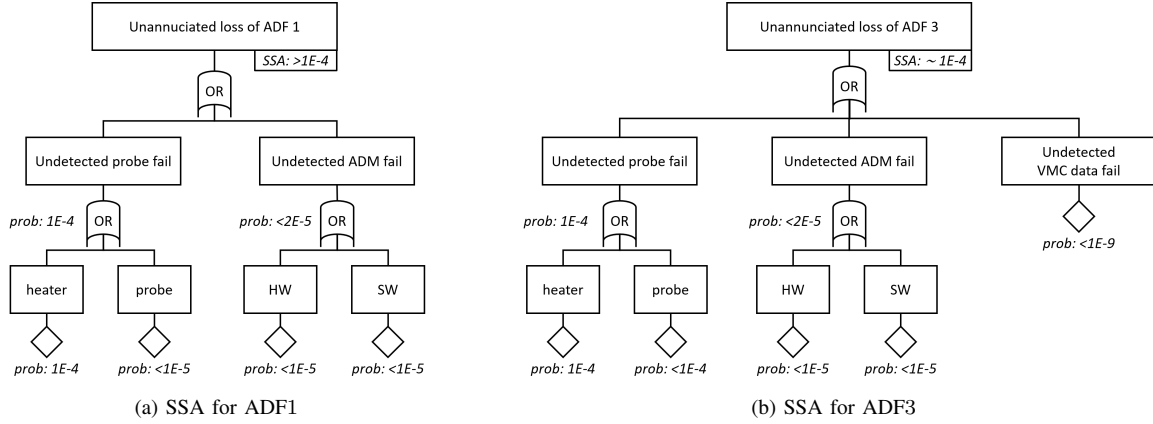 Unannuciated loss of ADF 1
SSA: >1E-4
OR
Undetected probe fail
Undetected ADM fail
prob: 1E-4
OR
prob: <2E-5
OR
heater
probe
HW
SW
prob: 1E-4
prob: <1E-5
prob: <1E-5
prob: <1E-5
(a) SSA for ADF1
Unannunciated loss of ADF 3
SSA: ~ 1E-4
OR
Undetected probe fail
Undetected ADM fail
Undetected
VMC data fail
prob: 1E-4
OR
prob: <2E-5
OR
prob: <1E-9
heater
probe
HW
SW
prob: 1E-4
prob: <1E-4
prob: <1E-5
prob: <1E-5
(b) SSA for ADF3